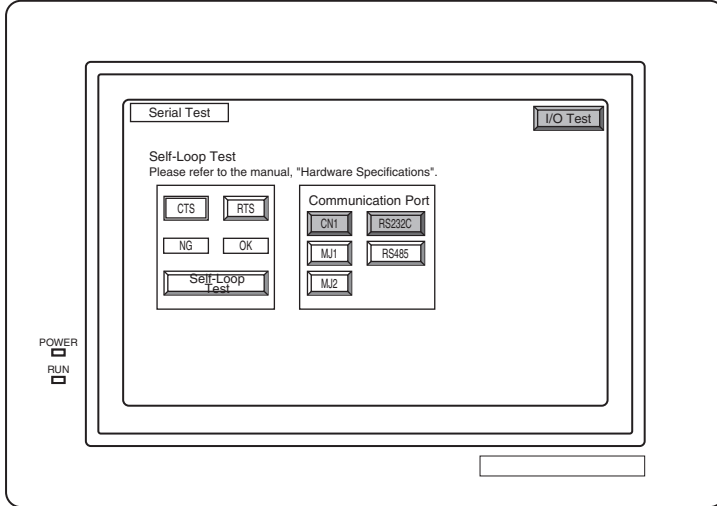 Serial Test
I/O Test
Self-Loop Test
Please refer to the manual, "Hardware Specifications".
CTS RTS
NG OK
Self-Loop
Test
Communication Port
CN1 RS232C
MJ1 RS485
MJ2
POWER
RUN